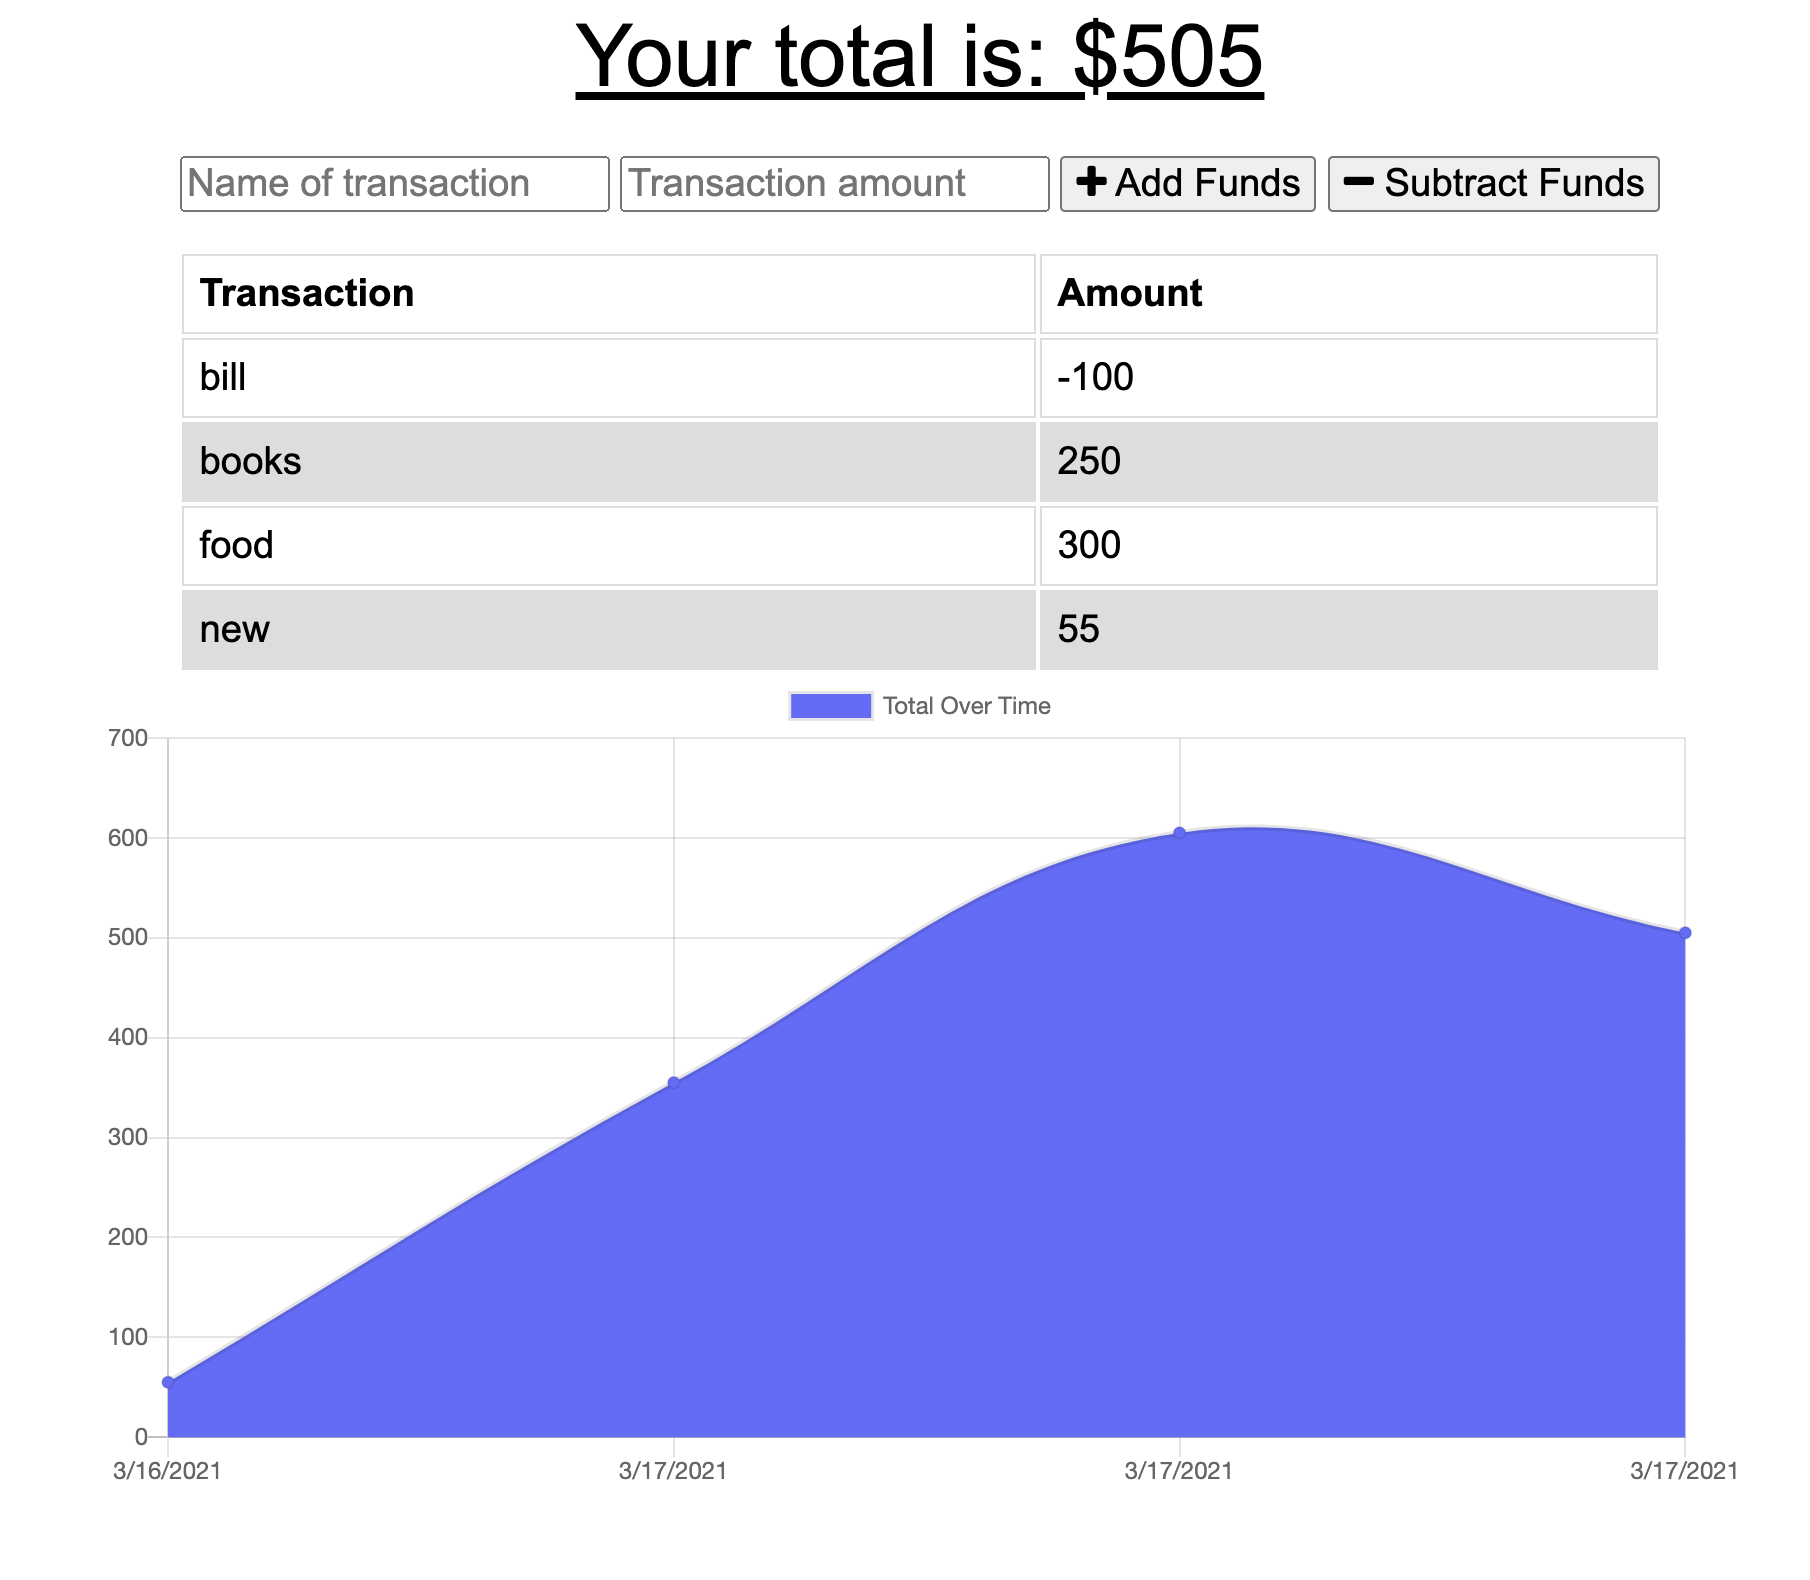 Your total is: $505
Name of transaction Transaction amount + Add Funds − Subtract Funds
Transaction Amount
bill -100
books 250
food 300
new 55
Total Over Time
700
600
500
400
300
200
100
0
3/16/2021 3/17/2021 3/17/2021 3/17/2021